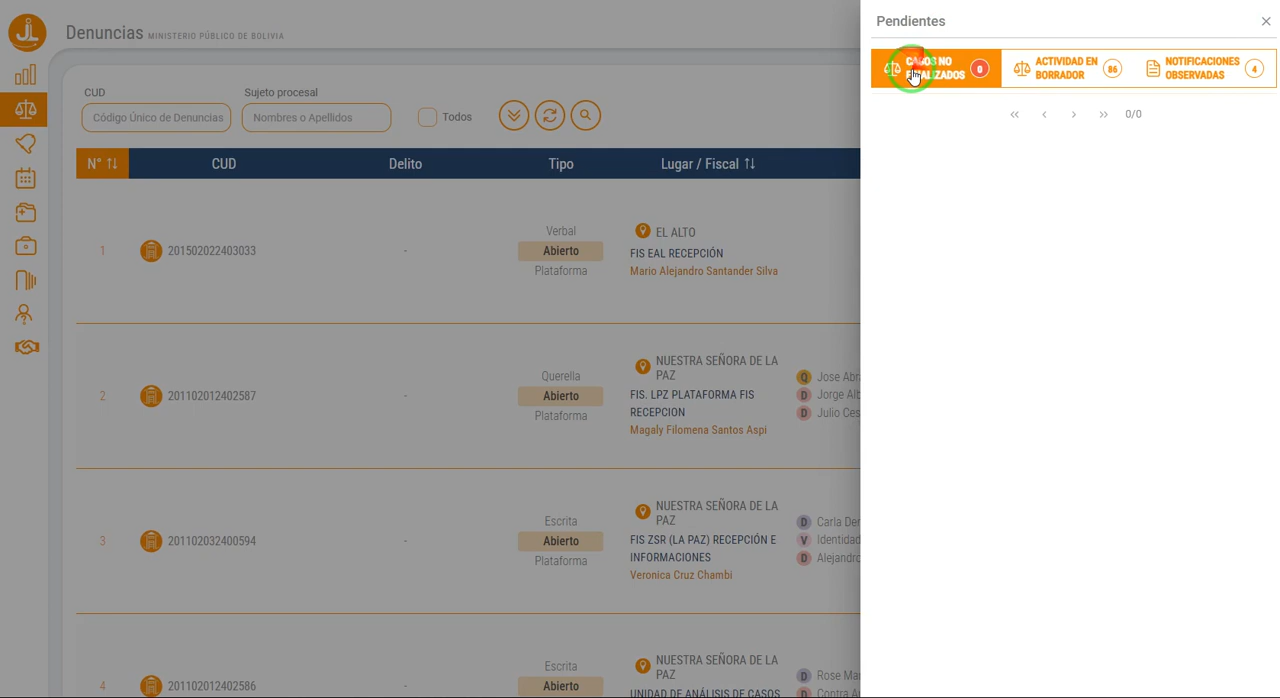 Denuncias MINISTERIO PÚBLICO DE BOLIVIA
CUD
Sujeto procesal
Código Único de Denuncias
Nombres o Apellidos
Todos
N° CUD Delito Tipo Lugar / Fiscal
1 201502022403033 -
Verbal
Abierto
Plataforma
EL ALTO
FIS EAL RECEPCIÓN
Mario Alejandro Santander Silva
2 201102012402587 -
Querella
Abierto
Plataforma
NUESTRA SEÑORA DE LA
PAZ
FIS. LPZ PLATAFORMA FIS
RECEPCION
Magaly Filomena Santos Aspi
Q Jose Abr
D Jorge Alb
D Julio Ces
3 201102032400594 -
Escrita
Abierto
Plataforma
NUESTRA SEÑORA DE LA
PAZ
FIS ZSR (LA PAZ) RECEPCIÓN E
INFORMACIONES
Veronica Cruz Chambi
D Carla Der
V Identidad
D Alejandro
4 201102012402586 -
Escrita
Abierto
NUESTRA SEÑORA DE LA
PAZ
UNIDAD DE ANÁLISIS DE CASOS
D Rose Ma
D Contra A
Pendientes
CASOS NO
FINALIZADOS 0
ACTIVIDAD EN
BORRADOR 86
NOTIFICACIONES
OBSERVADAS 4
0/0